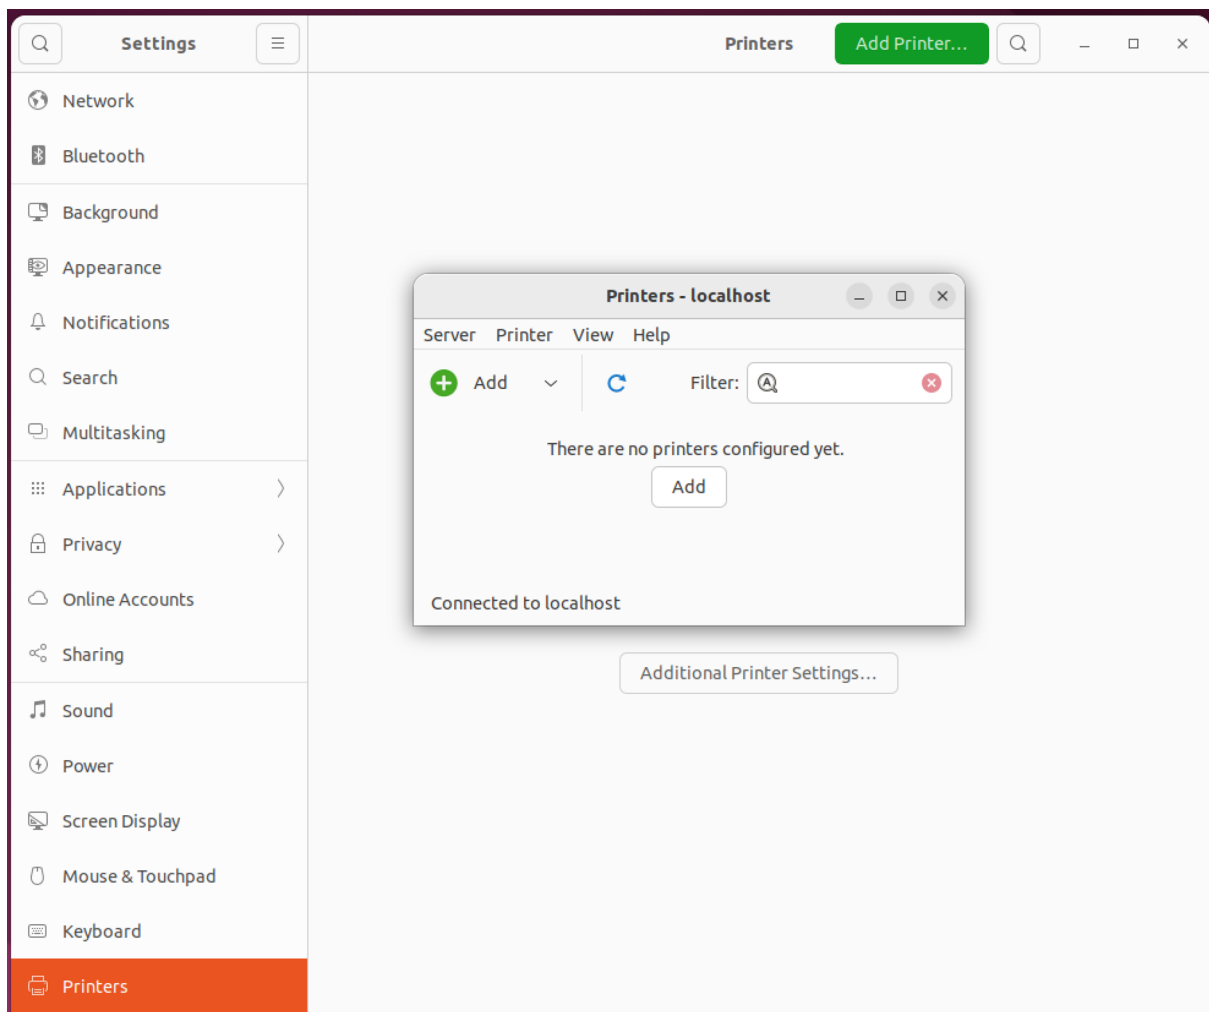 Settings
Printers
Add Printer...
Network
Bluetooth
Background
Appearance
Notifications
Search
Multitasking
Applications
Privacy
Online Accounts
Sharing
Sound
Power
Screen Display
Mouse & Touchpad
Keyboard
Printers
Printers - localhost
Server Printer View Help
Add
Filter:
There are no printers configured yet.
Add
Connected to localhost
Additional Printer Settings...